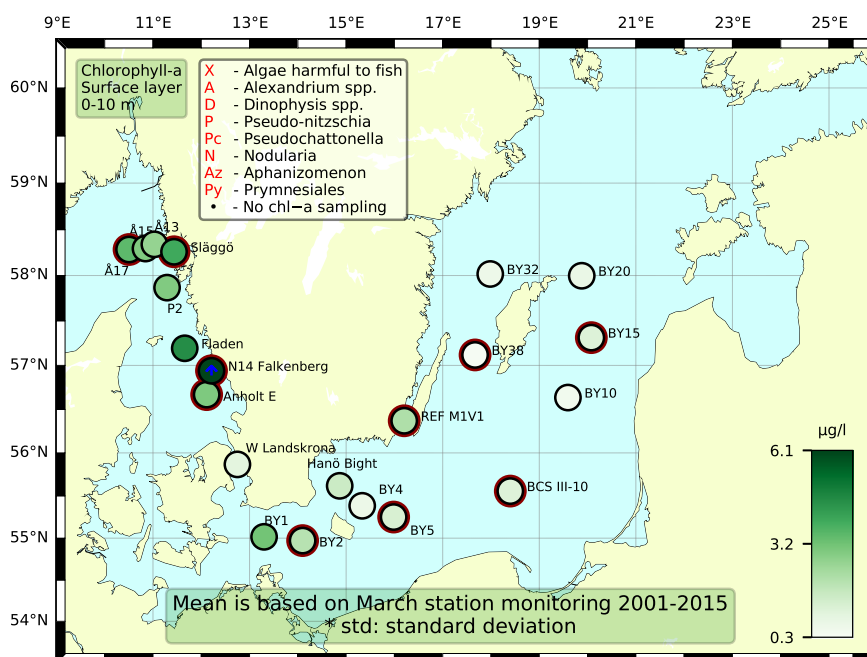 9°E 11°E 13°E 15°E 17°E 19°E 21°E 23°E 25°E
60°N
59°N
58°N
57°N
56°N
55°N
54°N
Chlorophyll-a
Surface layer
0-10 m
X - Algae harmful to fish
A - Alexandrium spp.
D - Dinophysis spp.
P - Pseudo-nitzschia
Pc - Pseudochattonella
N - Nodularia
Az - Aphanizomenon
Py - Prymnesiales
• - No chl−a sampling
Å15 Å13
Släggö
Å17
P2
BY32
BY20
Fladen
BY15
BY38
N14 Falkenberg
Anholt E
BY10
REF M1V1
W Landskrona
Hanö Bight
BY4
BCS III-10
BY1
BY5
BY2
µg/l
6.1
3.2
0.3
Mean is based on March station monitoring 2001-2015
* std: standard deviation